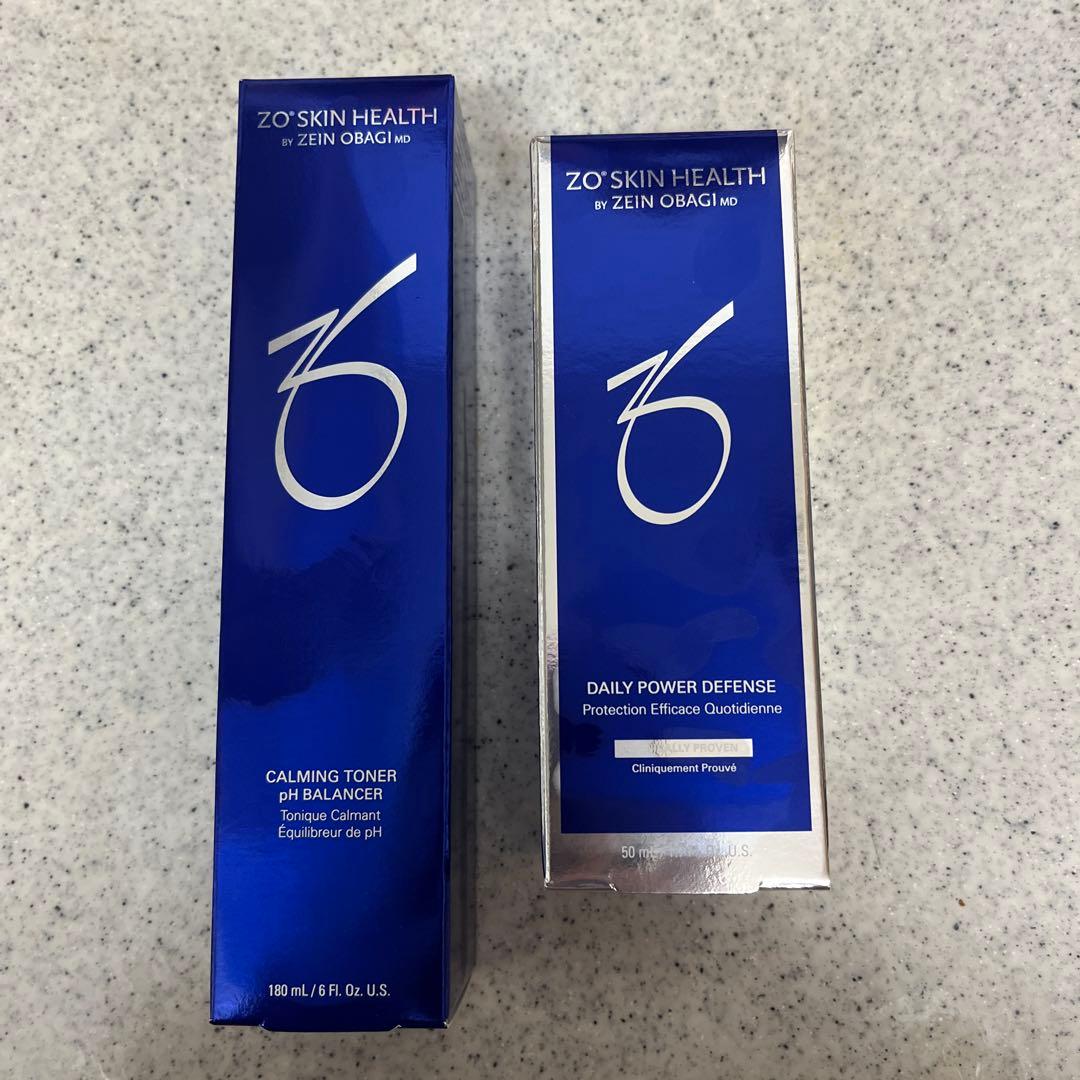 ZO® SKIN HEALTH
BY ZEIN OBAGI MD
CALMING TONER
pH BALANCER
Tonique Calmant
Équilibreur de pH
180 mL / 6 Fl. Oz. U.S.
ZO® SKIN HEALTH
BY ZEIN OBAGI MD
DAILY POWER DEFENSE
Protection Efficace Quotidienne
PROVEN
Cliniquement Prouvé
50 mL U.S.